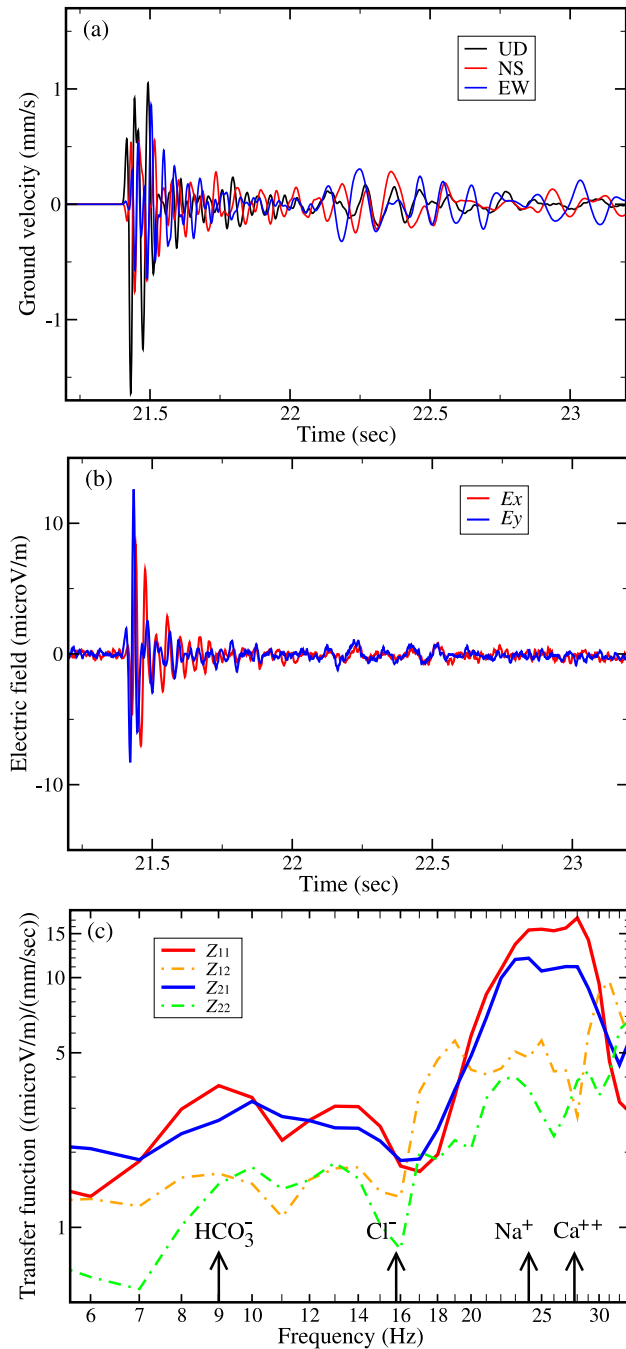 (a)
UD
NS
EW
Ground velocity (mm/s)
1
0
-1
21.5 22 22.5 23
Time (sec)
(b)
Ex
Ey
Electric field (microV/m)
10
0
-10
21.5 22 22.5 23
Time (sec)
(c)
Z₁₁
Z₁₂
Z₂₁
Z₂₂
Transfer function ((microV/m)/(mm/sec))
15
10
5
1
HCO₃⁻ Cl⁻ Na⁺ Ca⁺⁺
6 7 8 9 10 12 14 16 18 20 25 30
Frequency (Hz)